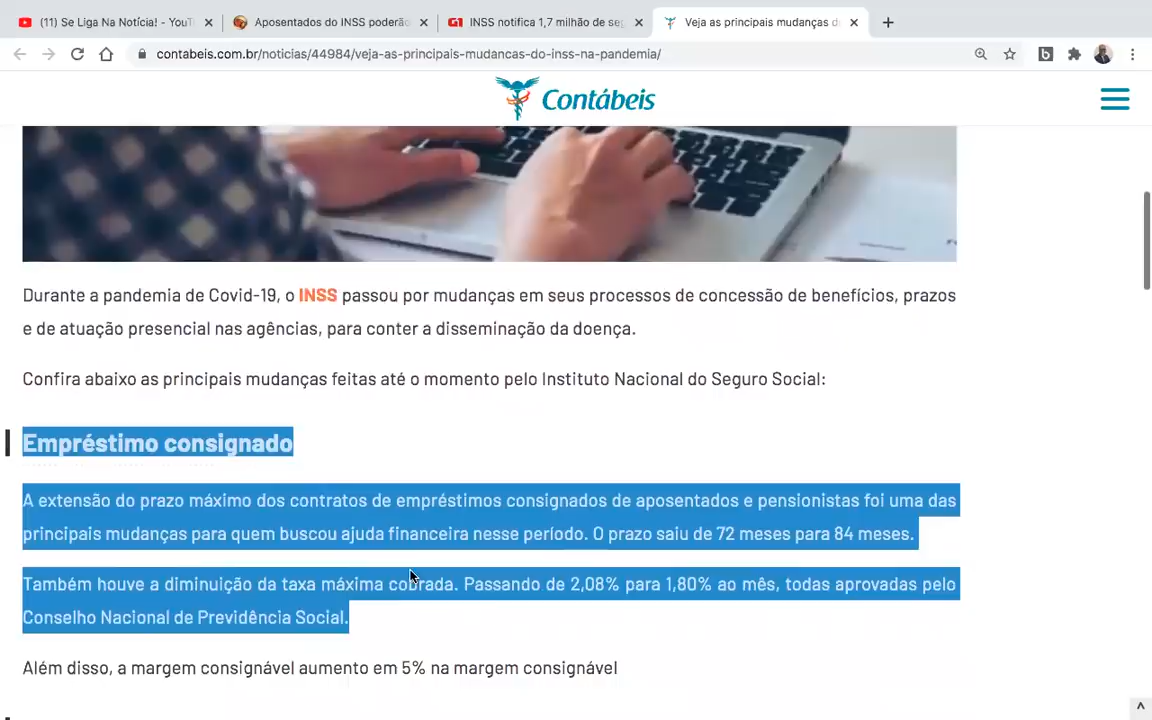 (11) Se Liga Na Notícia! - YouT
Aposentados do INSS poderão
G1 INSS notifica 1,7 milhão de seg
Veja as principais mudanças d
contabeis.com.br/noticias/44984/veja-as-principais-mudancas-do-inss-na-pandemia/
Contábeis
Durante a pandemia de Covid-19, o INSS passou por mudanças em seus processos de concessão de benefícios, prazos
e de atuação presencial nas agências, para conter a disseminação da doença.
Confira abaixo as principais mudanças feitas até o momento pelo Instituto Nacional do Seguro Social:
Empréstimo consignado
A extensão do prazo máximo dos contratos de empréstimos consignados de aposentados e pensionistas foi uma das
principais mudanças para quem buscou ajuda financeira nesse período. O prazo saiu de 72 meses para 84 meses.
Também houve a diminuição da taxa máxima cobrada. Passando de 2,08% para 1,80% ao mês, todas aprovadas pelo
Conselho Nacional de Previdência Social.
Além disso, a margem consignável aumento em 5% na margem consignável